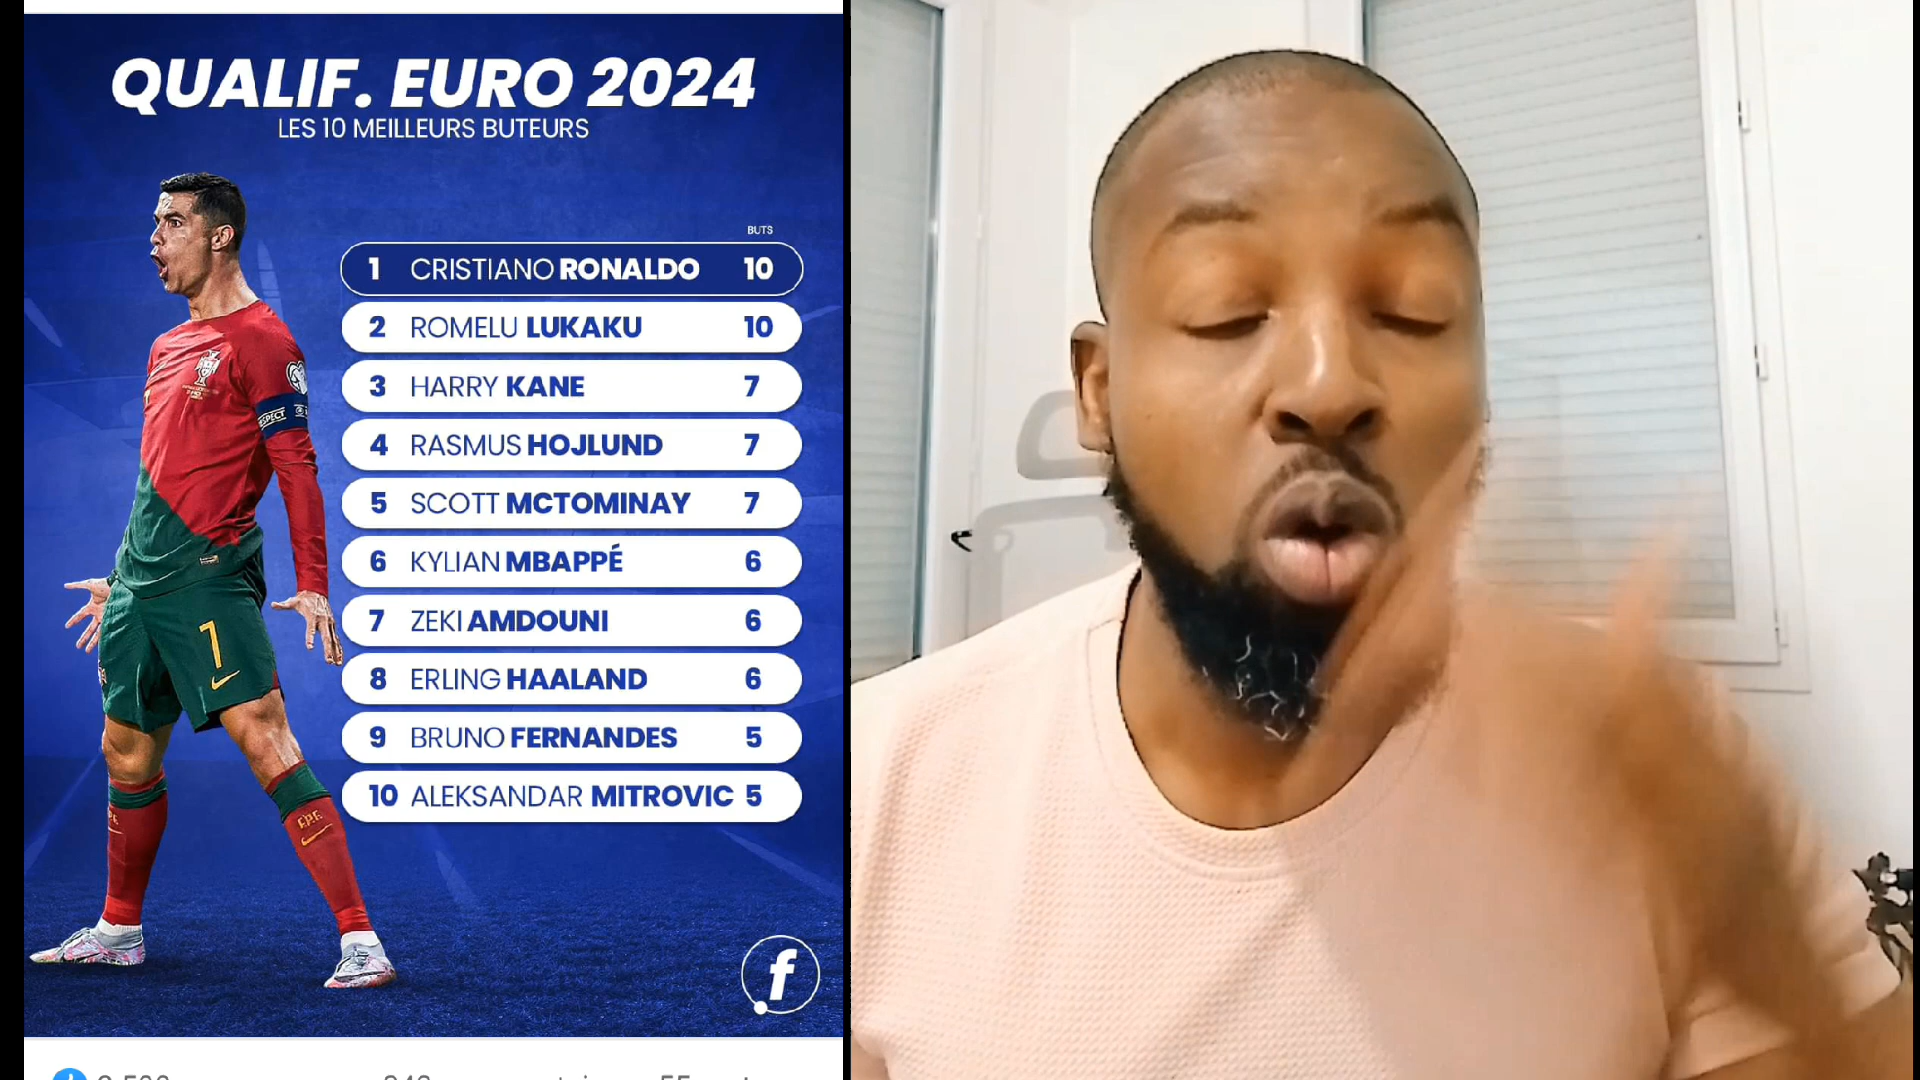 QUALIF. EURO 2024
LES 10 MEILLEURS BUTEURS
BUTS
1 CRISTIANO RONALDO 10
2 ROMELU LUKAKU 10
3 HARRY KANE 7
4 RASMUS HOJLUND 7
5 SCOTT MCTOMINAY 7
6 KYLIAN MBAPPÉ 6
7 ZEKI AMDOUNI 6
8 ERLING HAALAND 6
9 BRUNO FERNANDES 5
10 ALEKSANDAR MITROVIC 5
RESPECT
7
f